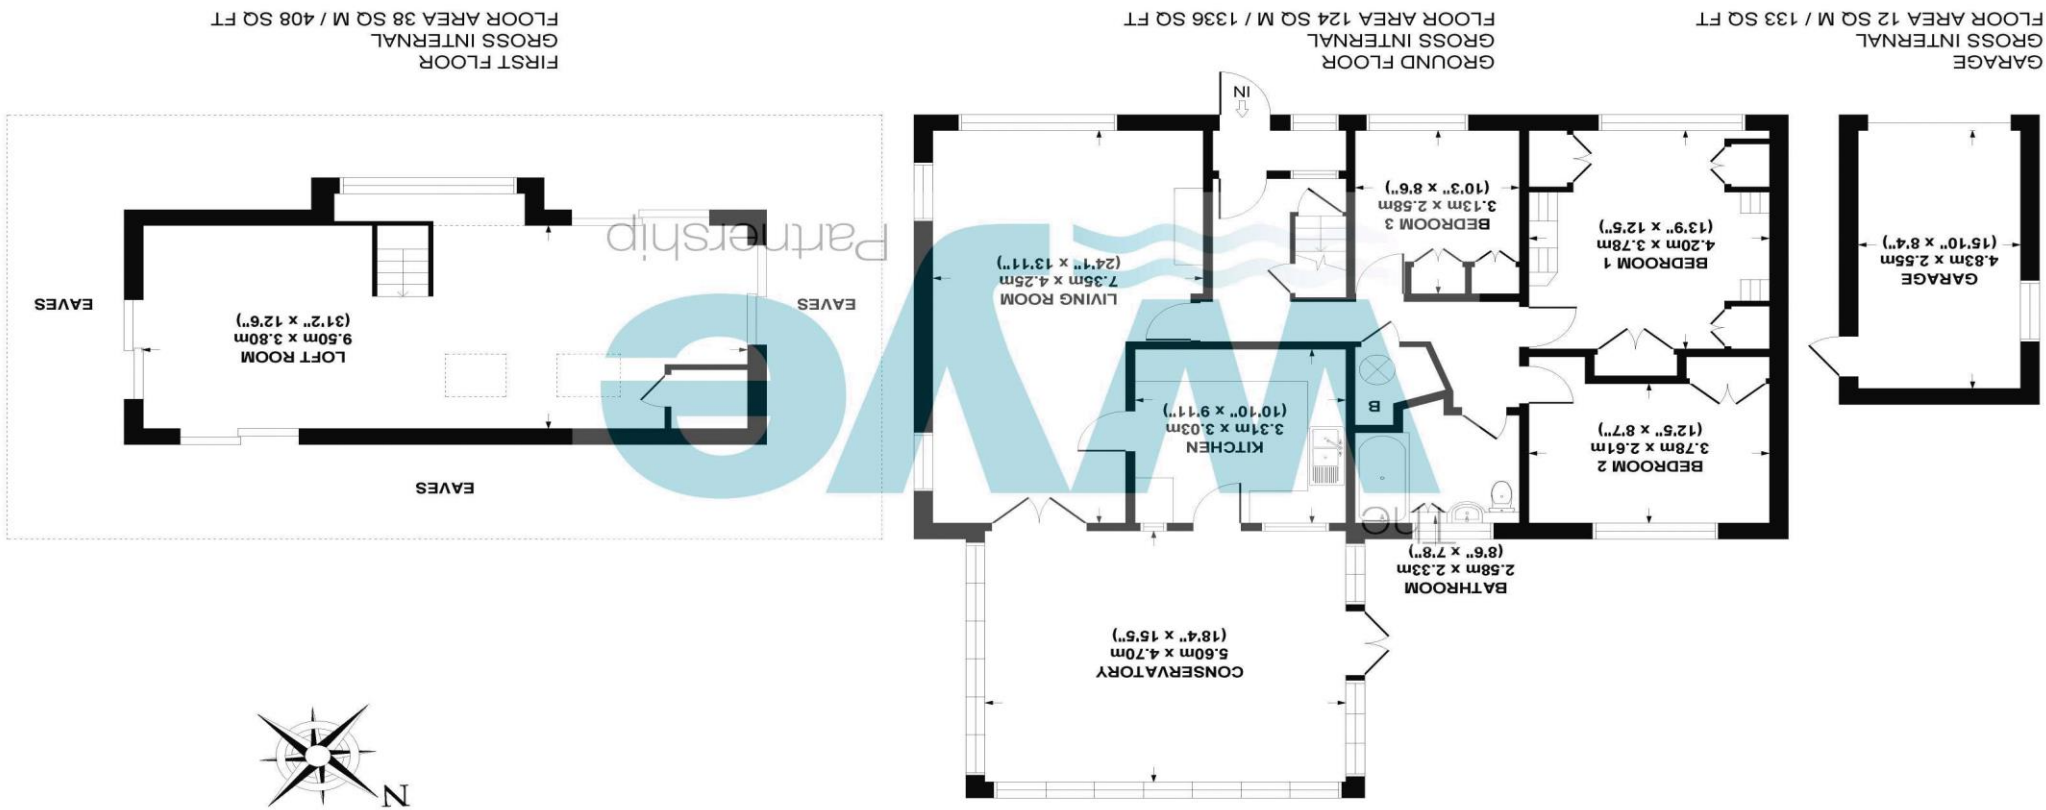 N
CONSERVATORY
5.60m x 4.70m
(18'4" x 15'5")
BATHROOM
2.58m x 2.33m
(8'6" x 7'8")
BEDROOM 2
3.78m x 2.61m
(12'5" x 8'7")
KITCHEN
3.31m x 3.03m
(10'10" x 9'11")
B
GARAGE
4.83m x 2.55m
(15'10" x 8'4")
BEDROOM 1
4.20m x 3.78m
(13'9" x 12'5")
BEDROOM 3
3.13m x 2.58m
(10'3" x 8'6")
LIVING ROOM
7.35m x 4.25m
(24'1" x 13'11")
Partnership
IN
EAVES
LOFT ROOM
9.50m x 3.80m
(31'2" x 12'6")
EAVES
EAVES
GARAGE
GROSS INTERNAL
FLOOR AREA 12 SQ M / 133 SQ FT
GROUND FLOOR
GROSS INTERNAL
FLOOR AREA 124 SQ M / 1336 SQ FT
FIRST FLOOR
GROSS INTERNAL
FLOOR AREA 38 SQ M / 408 SQ FT